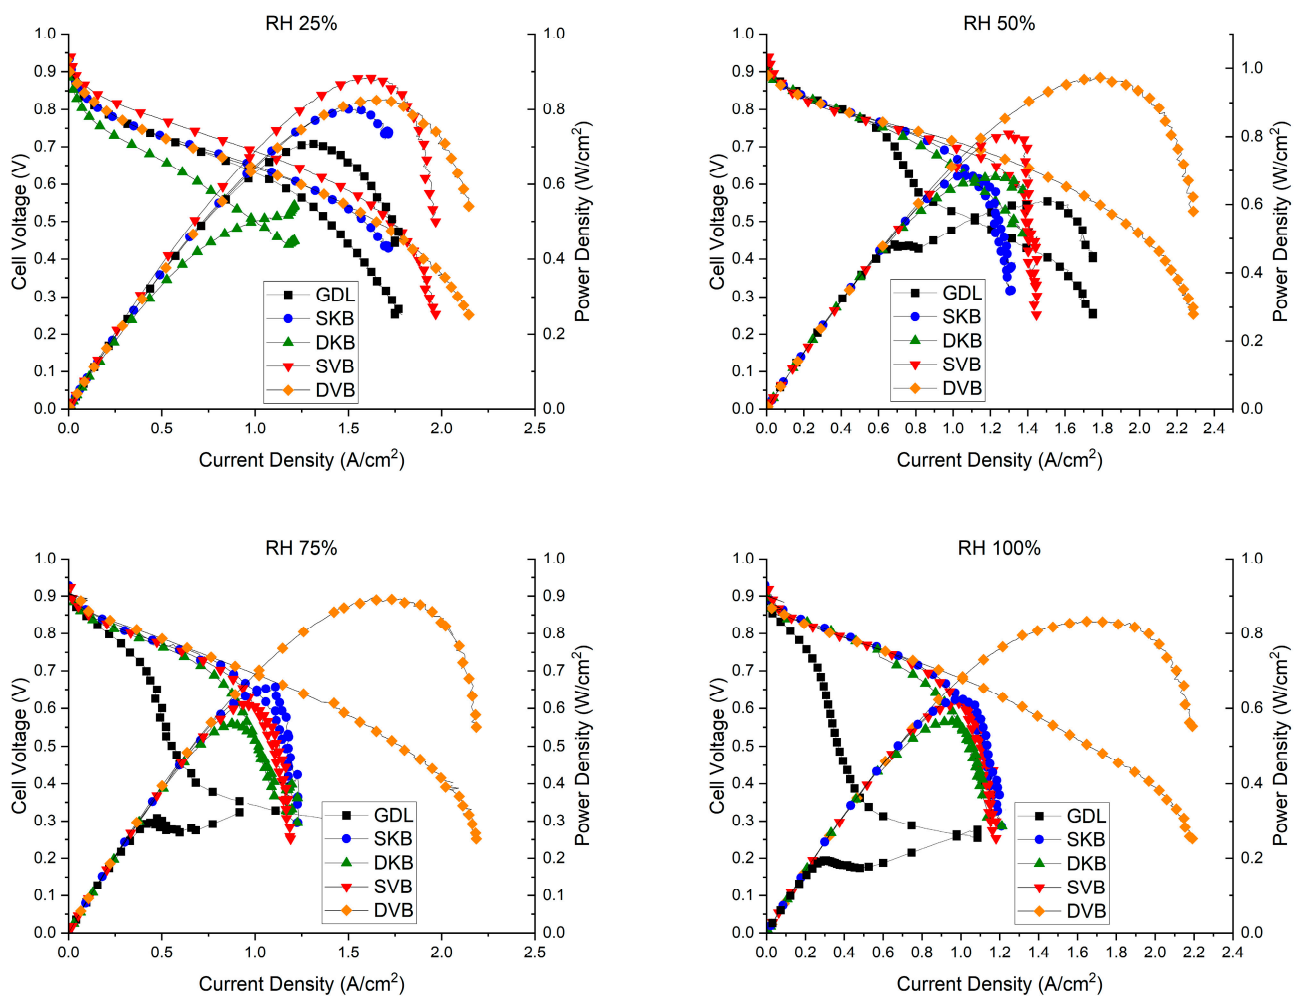 RH 25%
1.0 0.9 0.8 0.7 0.6 0.5 0.4 0.3 0.2 0.1 0.0
Cell Voltage (V)
1.0 0.8 0.6 0.4 0.2 0.0
Power Density (W/cm²)
GDL
SKB
DKB
SVB
DVB
0.0 0.5 1.0 1.5 2.0 2.5
Current Density (A/cm²)
RH 50%
1.0 0.9 0.8 0.7 0.6 0.5 0.4 0.3 0.2 0.1 0.0
Cell Voltage (V)
1.0 0.8 0.6 0.4 0.2 0.0
Power Density (W/cm²)
GDL
SKB
DKB
SVB
DVB
0.0 0.2 0.4 0.6 0.8 1.0 1.2 1.4 1.6 1.8 2.0 2.2 2.4
Current Density (A/cm²)
RH 75%
1.0 0.9 0.8 0.7 0.6 0.5 0.4 0.3 0.2 0.1 0.0
Cell Voltage (V)
1.0 0.9 0.8 0.7 0.6 0.5 0.4 0.3 0.2 0.1 0.0
Power Density (W/cm²)
GDL
SKB
DKB
SVB
DVB
0.0 0.5 1.0 1.5 2.0 2.5
Current Density (A/cm²)
RH 100%
1.0 0.9 0.8 0.7 0.6 0.5 0.4 0.3 0.2 0.1 0.0
Cell Voltage (V)
1.0 0.8 0.6 0.4 0.2 0.0
Power Density (W/cm²)
GDL
SKB
DKB
SVB
DVB
0.0 0.2 0.4 0.6 0.8 1.0 1.2 1.4 1.6 1.8 2.0 2.2 2.4
Current Density (A/cm²)